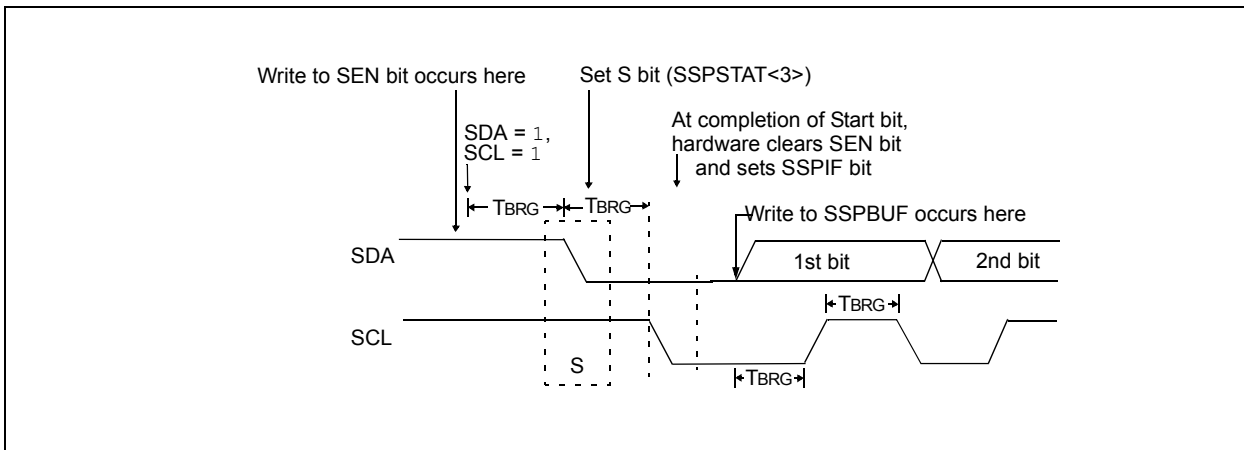 Write to SEN bit occurs here
Set S bit (SSPSTAT<3>)
SDA = 1,
SCL = 1
At completion of Start bit,
hardware clears SEN bit
and sets SSPIF bit
TBRG
TBRG
Write to SSPBUF occurs here
SDA
1st bit
2nd bit
TBRG
SCL
S
TBRG